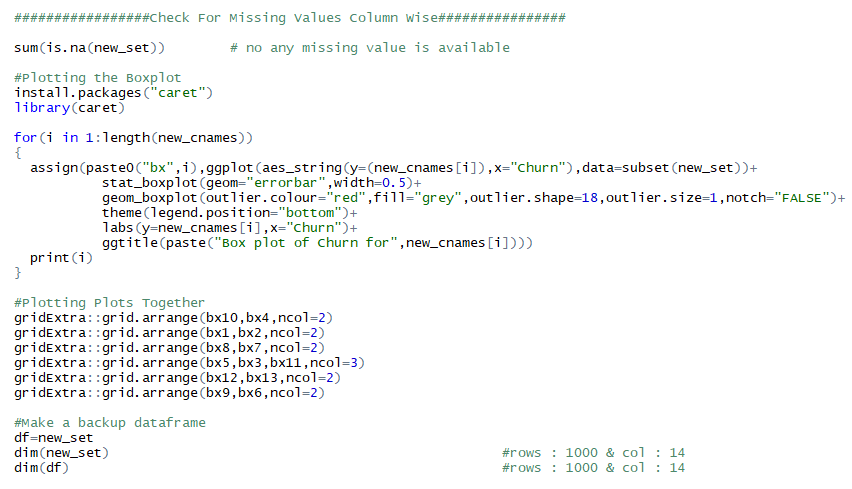 #################Check For Missing Values Column Wise################
sum(is.na(new_set)) # no any missing value is available
#Plotting the Boxplot
install.packages("caret")
library(caret)
for(i in 1:length(new_cnames))
{
assign(paste0("bx",i),ggplot(aes_string(y=(new_cnames[i]),x="Churn"),data=subset(new_set))+
stat_boxplot(geom="errorbar",width=0.5)+
geom_boxplot(outlier.colour="red",fill="grey",outlier.shape=18,outlier.size=1,notch="FALSE")+
theme(legend.position="bottom")+
labs(y=new_cnames[i],x="Churn")+
ggtitle(paste("Box plot of Churn for",new_cnames[i])))
print(i)
}
#Plotting Plots Together
gridExtra::grid.arrange(bx10,bx4,ncol=2)
gridExtra::grid.arrange(bx1,bx2,ncol=2)
gridExtra::grid.arrange(bx8,bx7,ncol=2)
gridExtra::grid.arrange(bx5,bx3,bx11,ncol=3)
gridExtra::grid.arrange(bx12,bx13,ncol=2)
gridExtra::grid.arrange(bx9,bx6,ncol=2)
#Make a backup dataframe
df=new_set
dim(new_set) #rows : 1000 & col : 14
dim(df) #rows : 1000 & col : 14